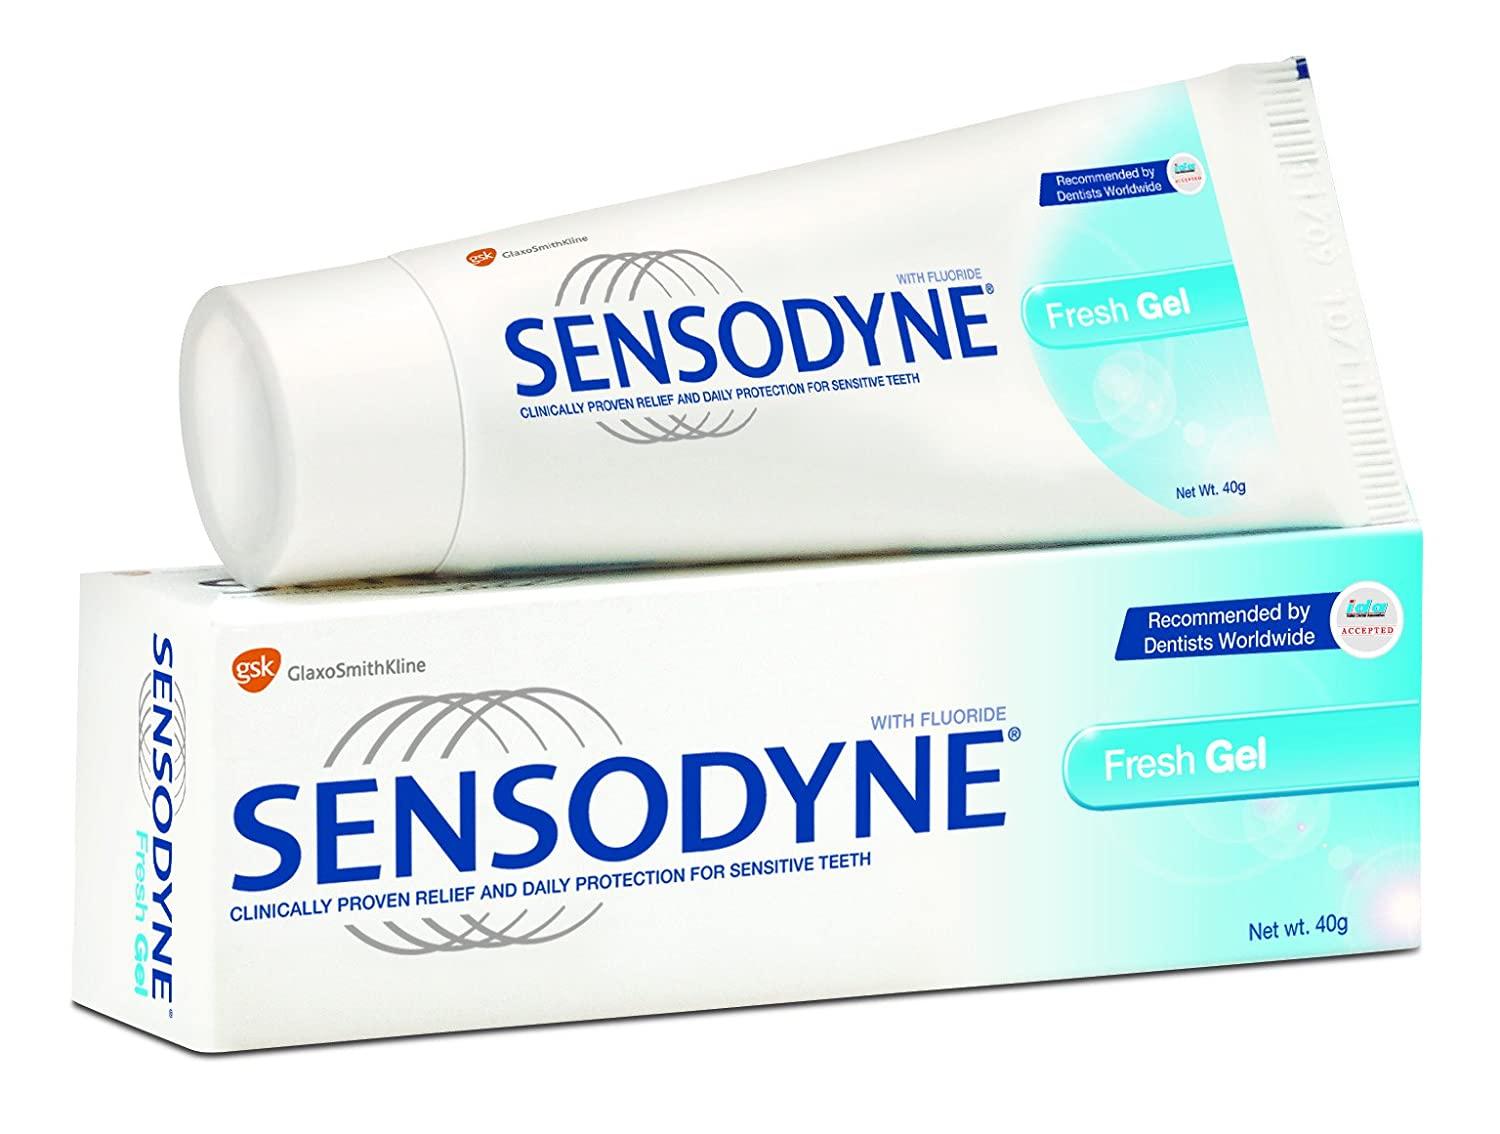 Recommended by
Dentists Worldwide
ida
ACCEPTED
gsk GlaxoSmithKline
WITH FLUORIDE
SENSODYNE®
Fresh Gel
CLINICALLY PROVEN RELIEF AND DAILY PROTECTION FOR SENSITIVE TEETH
Net Wt. 40g
Recommended by
Dentists Worldwide
ida
ACCEPTED
gsk GlaxoSmithKline
WITH FLUORIDE
SENSODYNE®
Fresh Gel
CLINICALLY PROVEN RELIEF AND DAILY PROTECTION FOR SENSITIVE TEETH
Net wt. 40g
SENSODYNE®
Fresh Gel